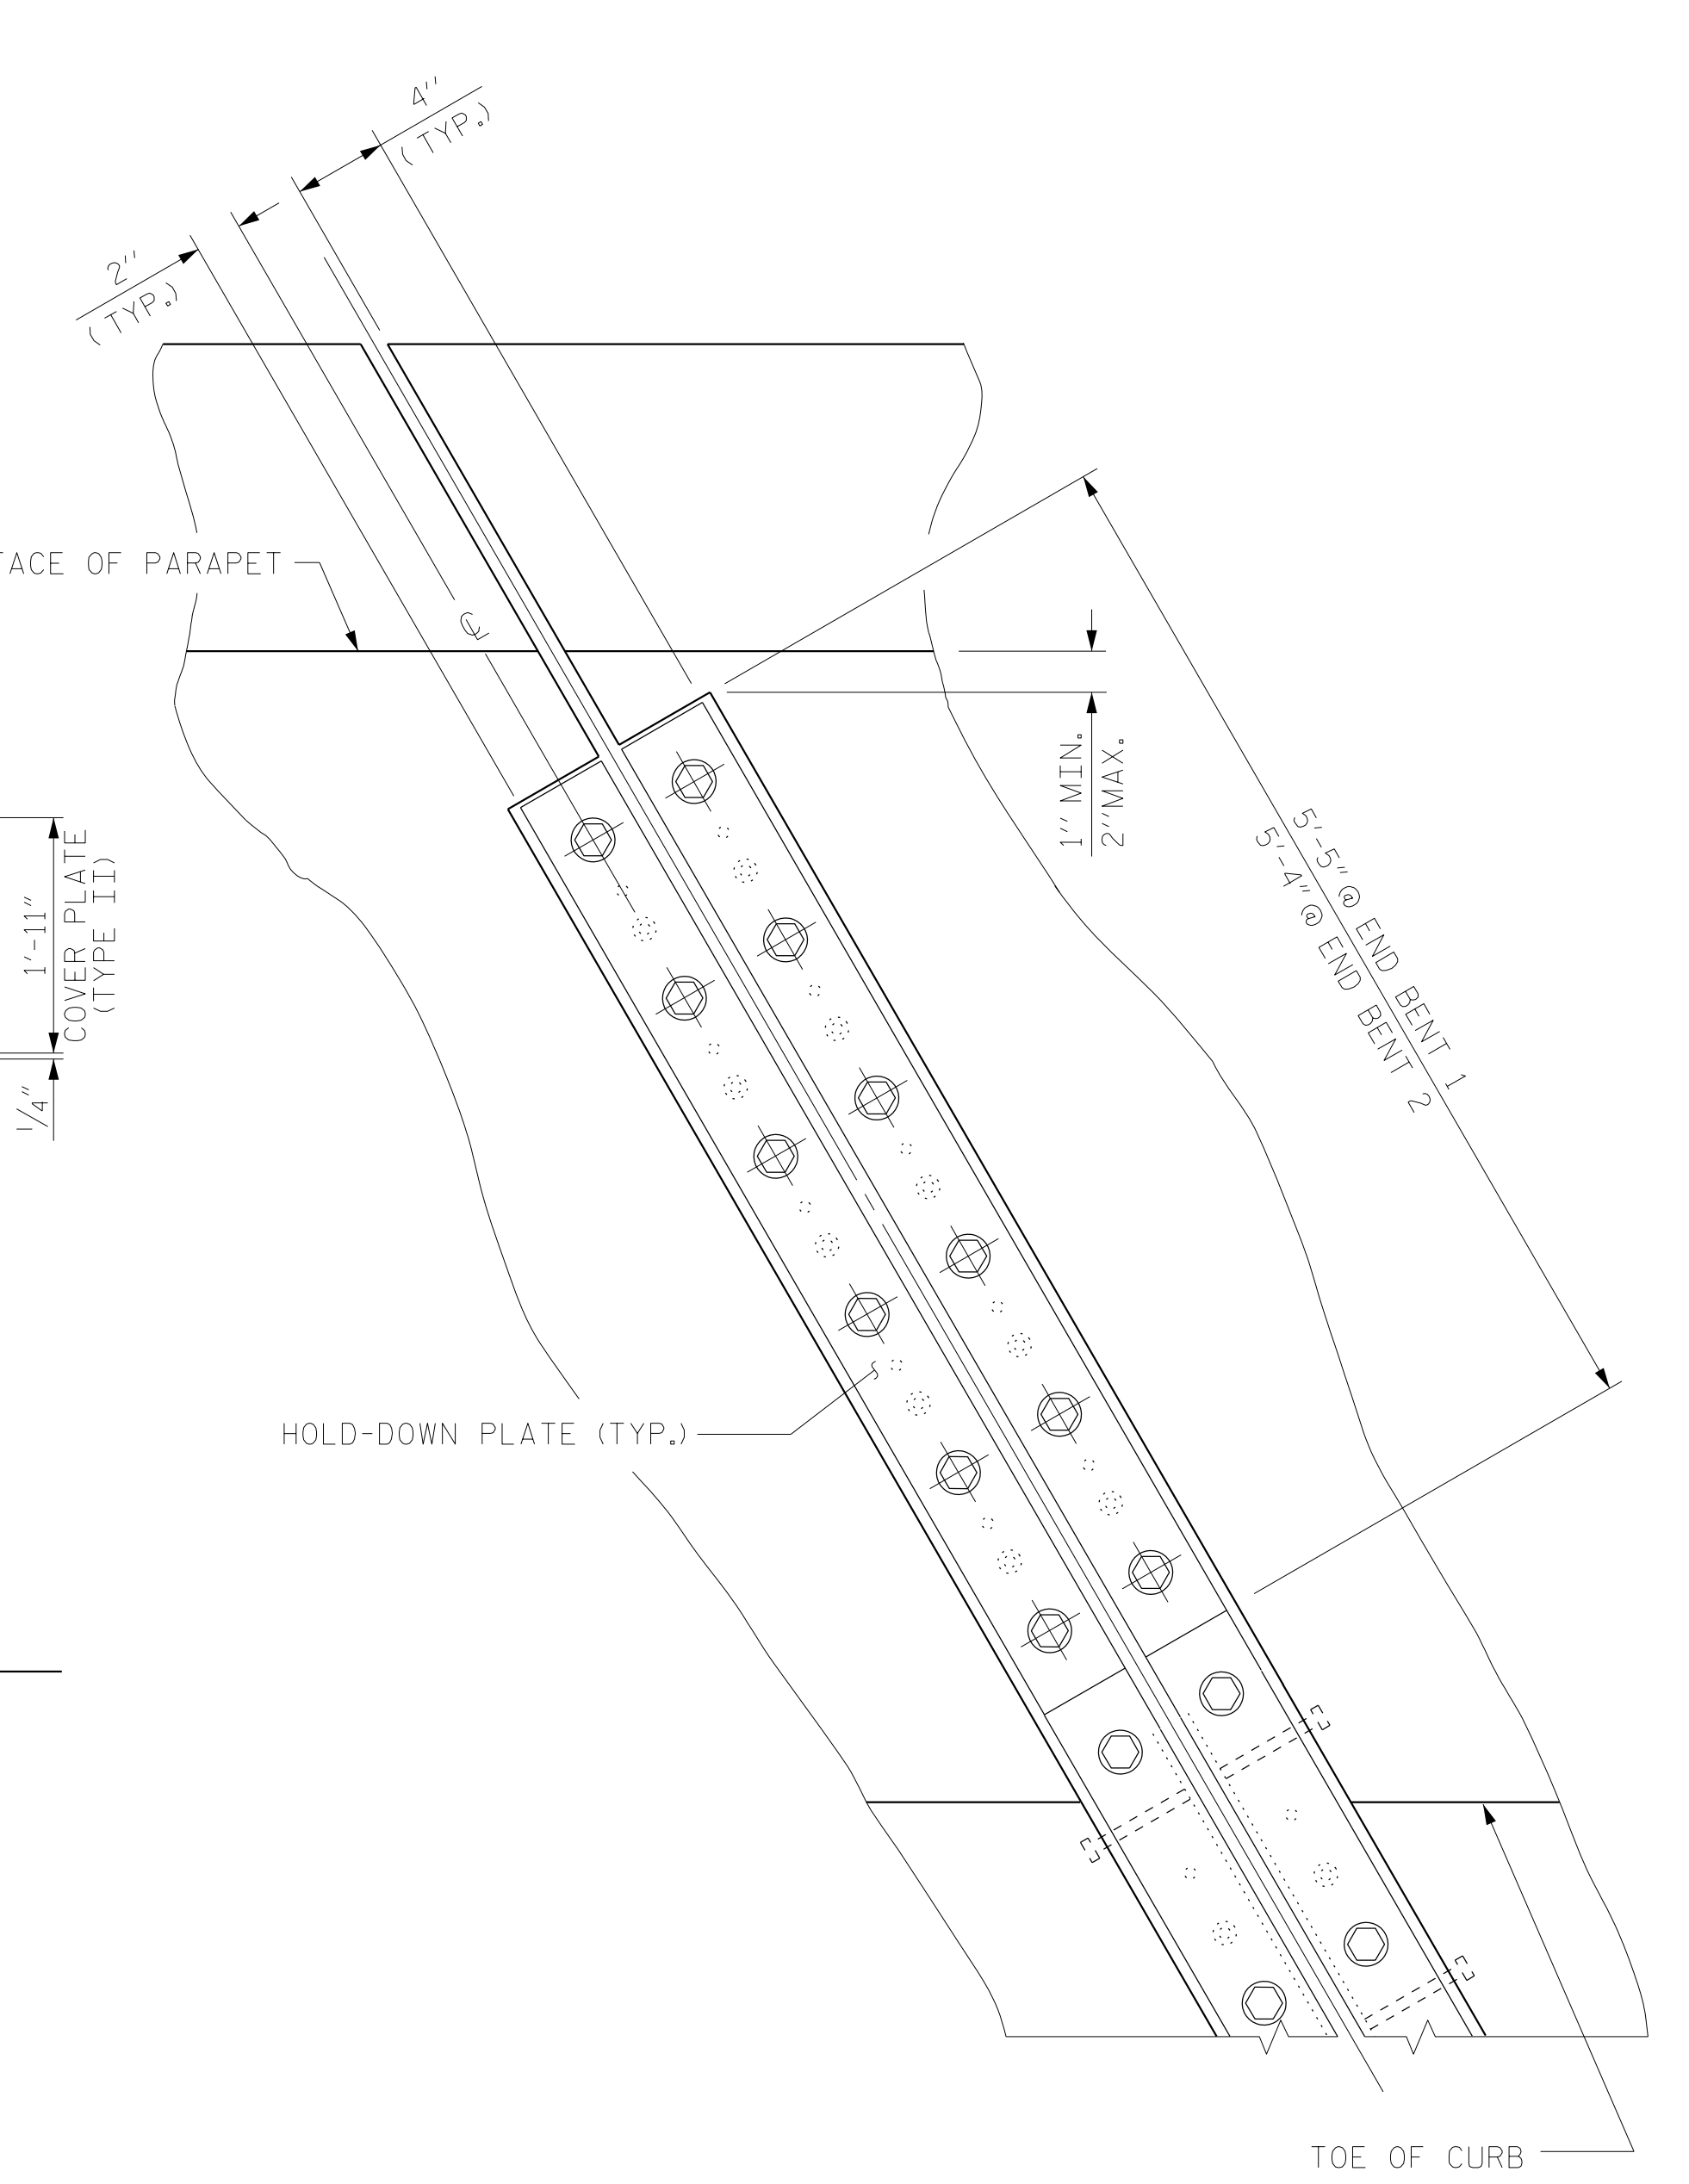 4''
(TYP.)
2''
(TYP.)
FACE OF PARAPET
℄
1'' MIN.
2''MAX.
5'-5"@ END BENT 1
5'-4"@ END BENT 2
1'-11"
COVER PLATE
(TYPE II)
1/4"
HOLD-DOWN PLATE (TYP.)
TOE OF CURB